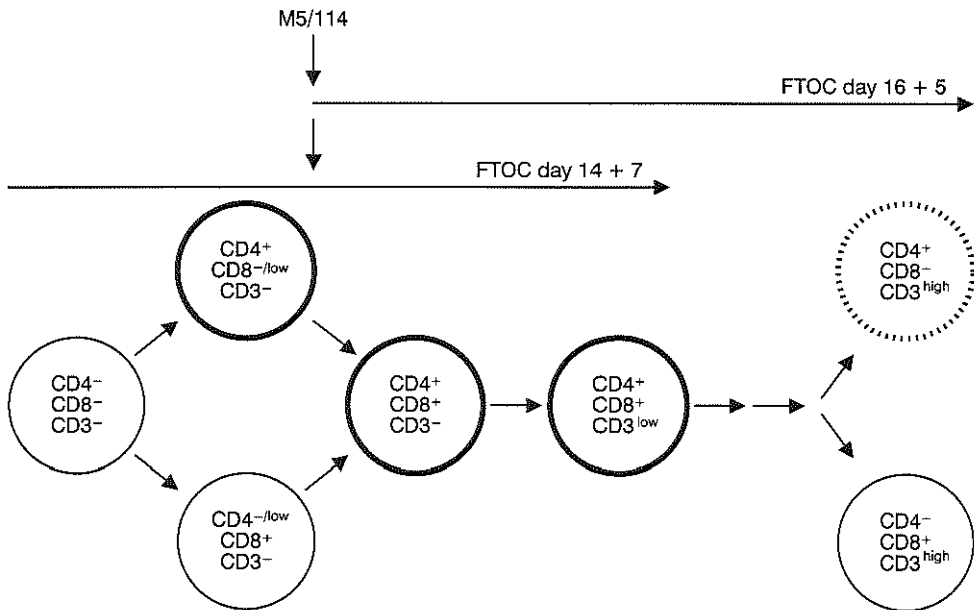 M5/114
FTOC day 16 + 5
FTOC day 14 + 7
CD4⁺
CD8⁻/ˡᵒʷ
CD3⁻
CD4⁺
CD8⁻
CD3ʰⁱᵍʰ
CD4⁻
CD8⁻
CD3⁻
CD4⁺
CD8⁺
CD3⁻
CD4⁺
CD8⁺
CD3ˡᵒʷ
CD4⁻/ˡᵒʷ
CD8⁺
CD3⁻
CD4⁻
CD8⁺
CD3ʰⁱᵍʰ